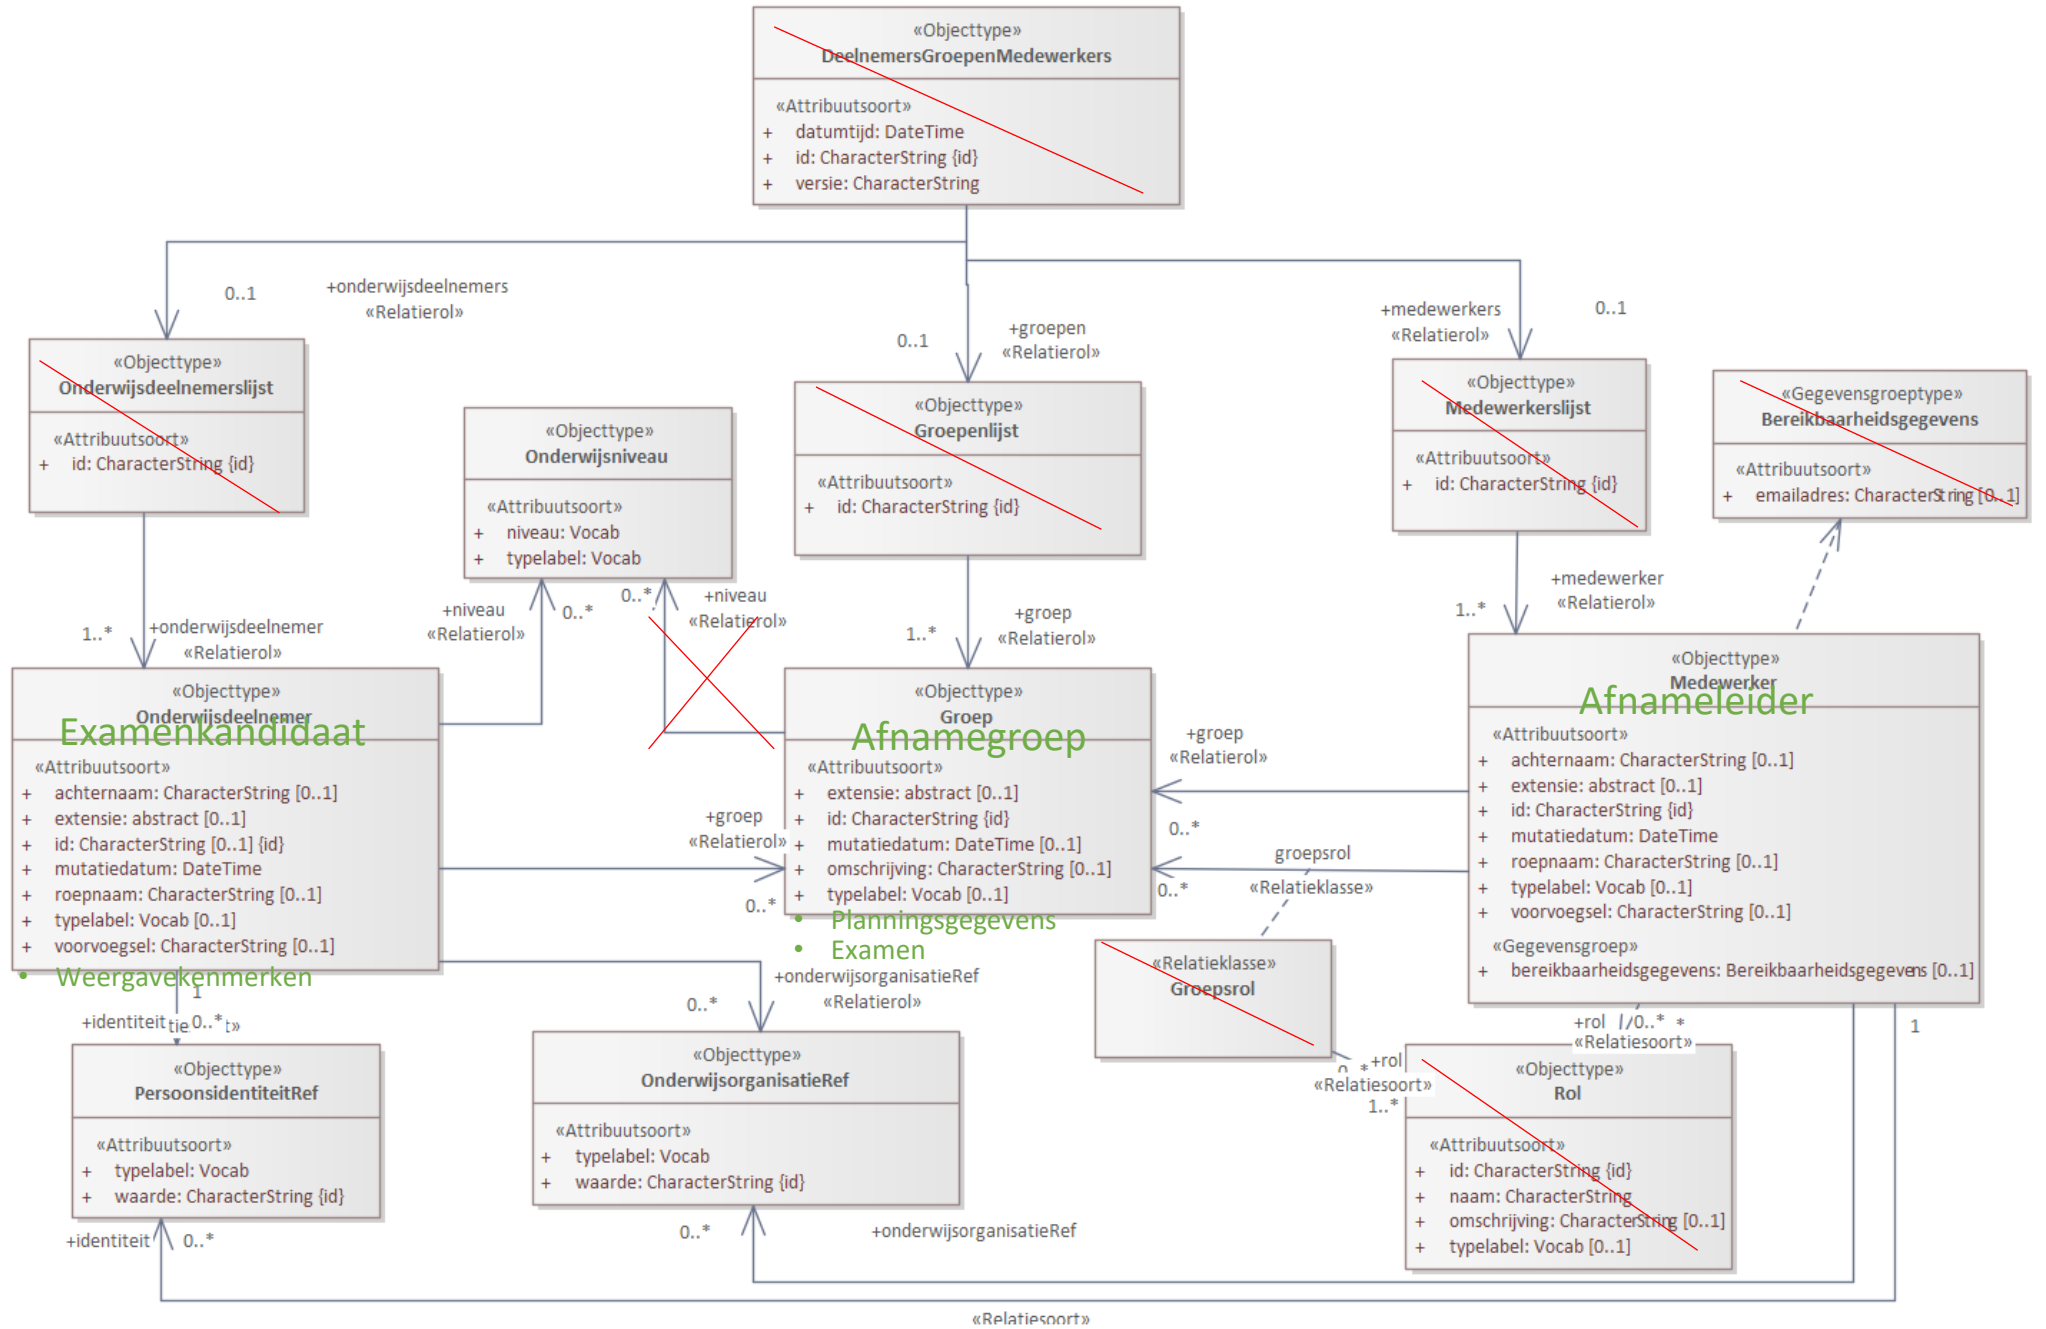 «Objecttype»
DeelnemersGroepenMedewerkers
«Attribuutsoort»
+ datumtijd: DateTime
+ id: CharacterString {id}
+ versie: CharacterString
0..1
+onderwijsdeelnemers
«Relatierol»
0..1
+groepen
«Relatierol»
+medewerkers
«Relatierol»
0..1
«Objecttype»
Onderwijsdeelnemerslijst
«Attribuutsoort»
+ id: CharacterString {id}
«Objecttype»
Onderwijsniveau
«Attribuutsoort»
+ niveau: Vocab
+ typelabel: Vocab
«Objecttype»
Groepenlijst
«Attribuutsoort»
+ id: CharacterString {id}
«Objecttype»
Medewerkerslijst
«Attribuutsoort»
+ id: CharacterString {id}
«Gegevensgroeptype»
Bereikbaarheidsgegevens
«Attribuutsoort»
+ emailadres: CharacterString [0..1]
1..*
+onderwijsdeelnemer
«Relatierol»
+niveau
«Relatierol»
0..*
0..*
+niveau
«Relatierol»
1..*
+groep
«Relatierol»
1..*
+medewerker
«Relatierol»
«Objecttype»
Onderwijsdeelnemer
Examenkandidaat
«Attribuutsoort»
+ achternaam: CharacterString [0..1]
+ extensie: abstract [0..1]
+ id: CharacterString [0..1] {id}
+ mutatiedatum: DateTime
+ roepnaam: CharacterString [0..1]
+ typelabel: Vocab [0..1]
+ voorvoegsel: CharacterString [0..1]
• Weergavekenmerken
+groep
«Relatierol»
0..*
«Objecttype»
Groep
Afnamegroep
«Attribuutsoort»
+ extensie: abstract [0..1]
+ id: CharacterString {id}
+ mutatiedatum: DateTime [0..1]
+ omschrijving: CharacterString [0..1]
+ typelabel: Vocab [0..1]
• Planningsgegevens
• Examen
+groep
«Relatierol»
0..*
groepsrol
0..*
«Relatieklasse»
«Objecttype»
Medewerker
Afnameleider
«Attribuutsoort»
+ achternaam: CharacterString [0..1]
+ extensie: abstract [0..1]
+ id: CharacterString {id}
+ mutatiedatum: DateTime
+ roepnaam: CharacterString [0..1]
+ typelabel: Vocab [0..1]
+ voorvoegsel: CharacterString [0..1]
«Gegevensgroep»
+ bereikbaarheidsgegevens: Bereikbaarheidsgegevens [0..1]
1
+identiteit
0..*
+onderwijsorganisatieRef
«Relatierol»
0..*
«Relatieklasse»
Groepsrol
+rol
0..*
«Relatiesoort»
1..*
+rol
0..* *
«Relatiesoort»
1
«Objecttype»
PersoonsidentiteitRef
«Attribuutsoort»
+ typelabel: Vocab
+ waarde: CharacterString {id}
«Objecttype»
OnderwijsorganisatieRef
«Attribuutsoort»
+ typelabel: Vocab
+ waarde: CharacterString {id}
«Objecttype»
Rol
«Attribuutsoort»
+ id: CharacterString {id}
+ naam: CharacterString
+ omschrijving: CharacterString [0..1]
+ typelabel: Vocab [0..1]
+identiteit
0..*
0..*
+onderwijsorganisatieRef
«Relatiesoort»